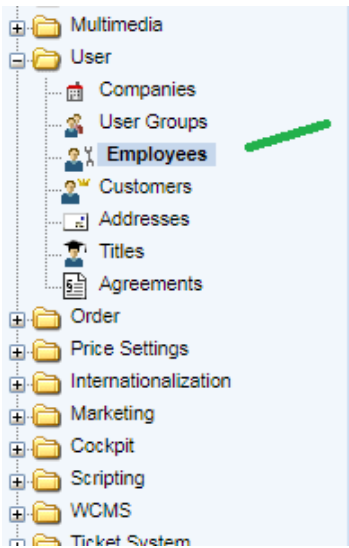 Multimedia
User
Companies
User Groups
Employees
Customers
Addresses
Titles
Agreements
Order
Price Settings
Internationalization
Marketing
Cockpit
Scripting
WCMS
Ticket System